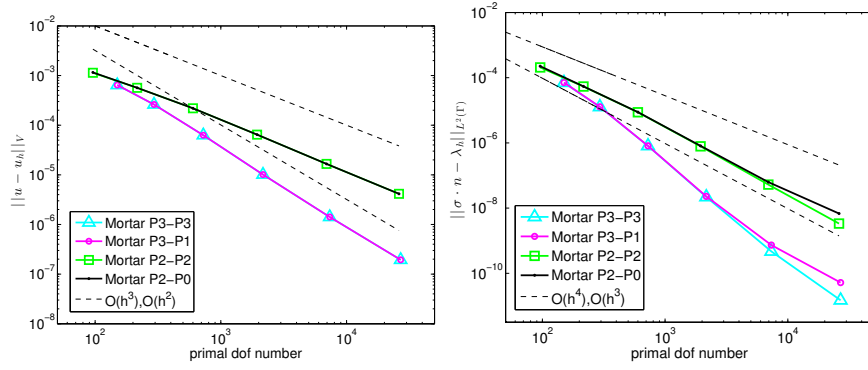 10^-2
10^-3
10^-4
10^-5
10^-6
10^-7
10^-8
||u − u_h||_V
Mortar P3−P3
Mortar P3−P1
Mortar P2−P2
Mortar P2−P0
O(h^3),O(h^2)
10^2 10^3 10^4
primal dof number
10^-2
10^-4
10^-6
10^-8
10^-10
||σ · n − λ_h||_{L^2(Γ)}
Mortar P3−P3
Mortar P3−P1
Mortar P2−P2
Mortar P2−P0
O(h^4),O(h^3)
10^2 10^3 10^4
primal dof number